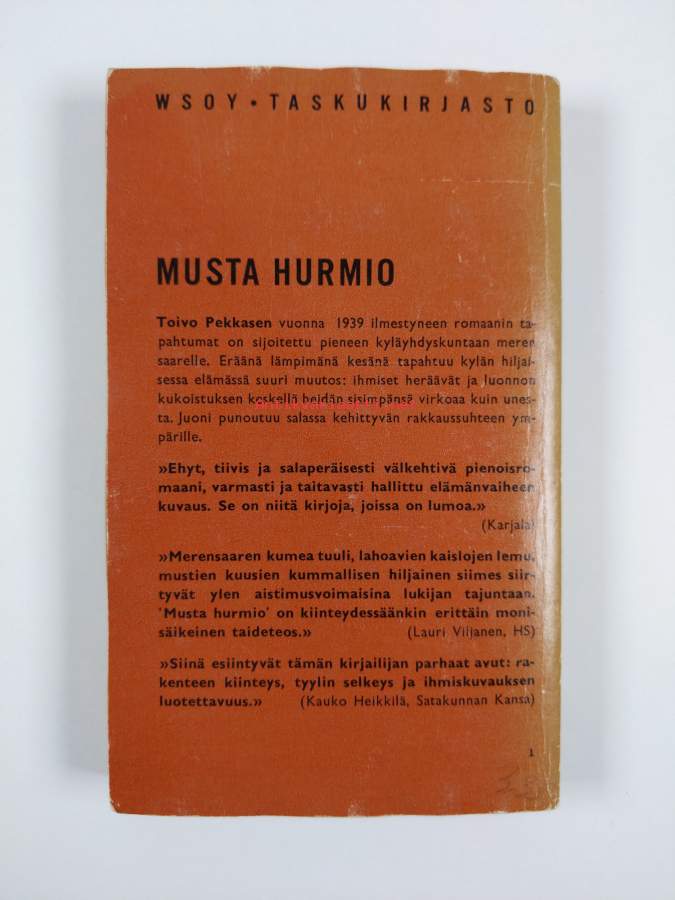 WSOY • TASKUKIRJASTO
MUSTA HURMIO
Toivo Pekkasen vuonna 1939 ilmestyneen romaanin ta-
pahtumat on sijoitettu pieneen kyläyhdyskuntaan meren
saarelle. Eräänä lämpimänä kesänä tapahtuu kylän hiljai-
sessa elämässä suuri muutos: ihmiset heräävät ja luonnon
kukoistuksen keskellä heidän sisimpänsä virkoaa kuin unes-
ta. Juoni punoutuu salassa kehittyvän rakkaussuhteen ym-
pärille.
»Ehyt, tiivis ja salaperäisesti välkehtivä pienoisro-
maani, varmasti ja taitavasti hallittu elämänvaiheen
kuvaus. Se on niitä kirjoja, joissa on lumoa.»
(Karjala)
»Merensaaren kumea tuuli, lahoavien kaislojen lemu,
mustien kuusien kummallisen hiljainen siimes siir-
tyvät ylen aistimusvoimaisina lukijan tajuntaan.
'Musta hurmio' on kiinteydessäänkin erittäin moni-
säikeinen taideteos.» (Lauri Viljanen, HS)
»Siinä esiintyvät tämän kirjailijan parhaat avut: ra-
kenteen kiinteys, tyylin selkeys ja ihmiskuvauksen
luotettavuus.» (Kauko Heikkilä, Satakunnan Kansa)
1